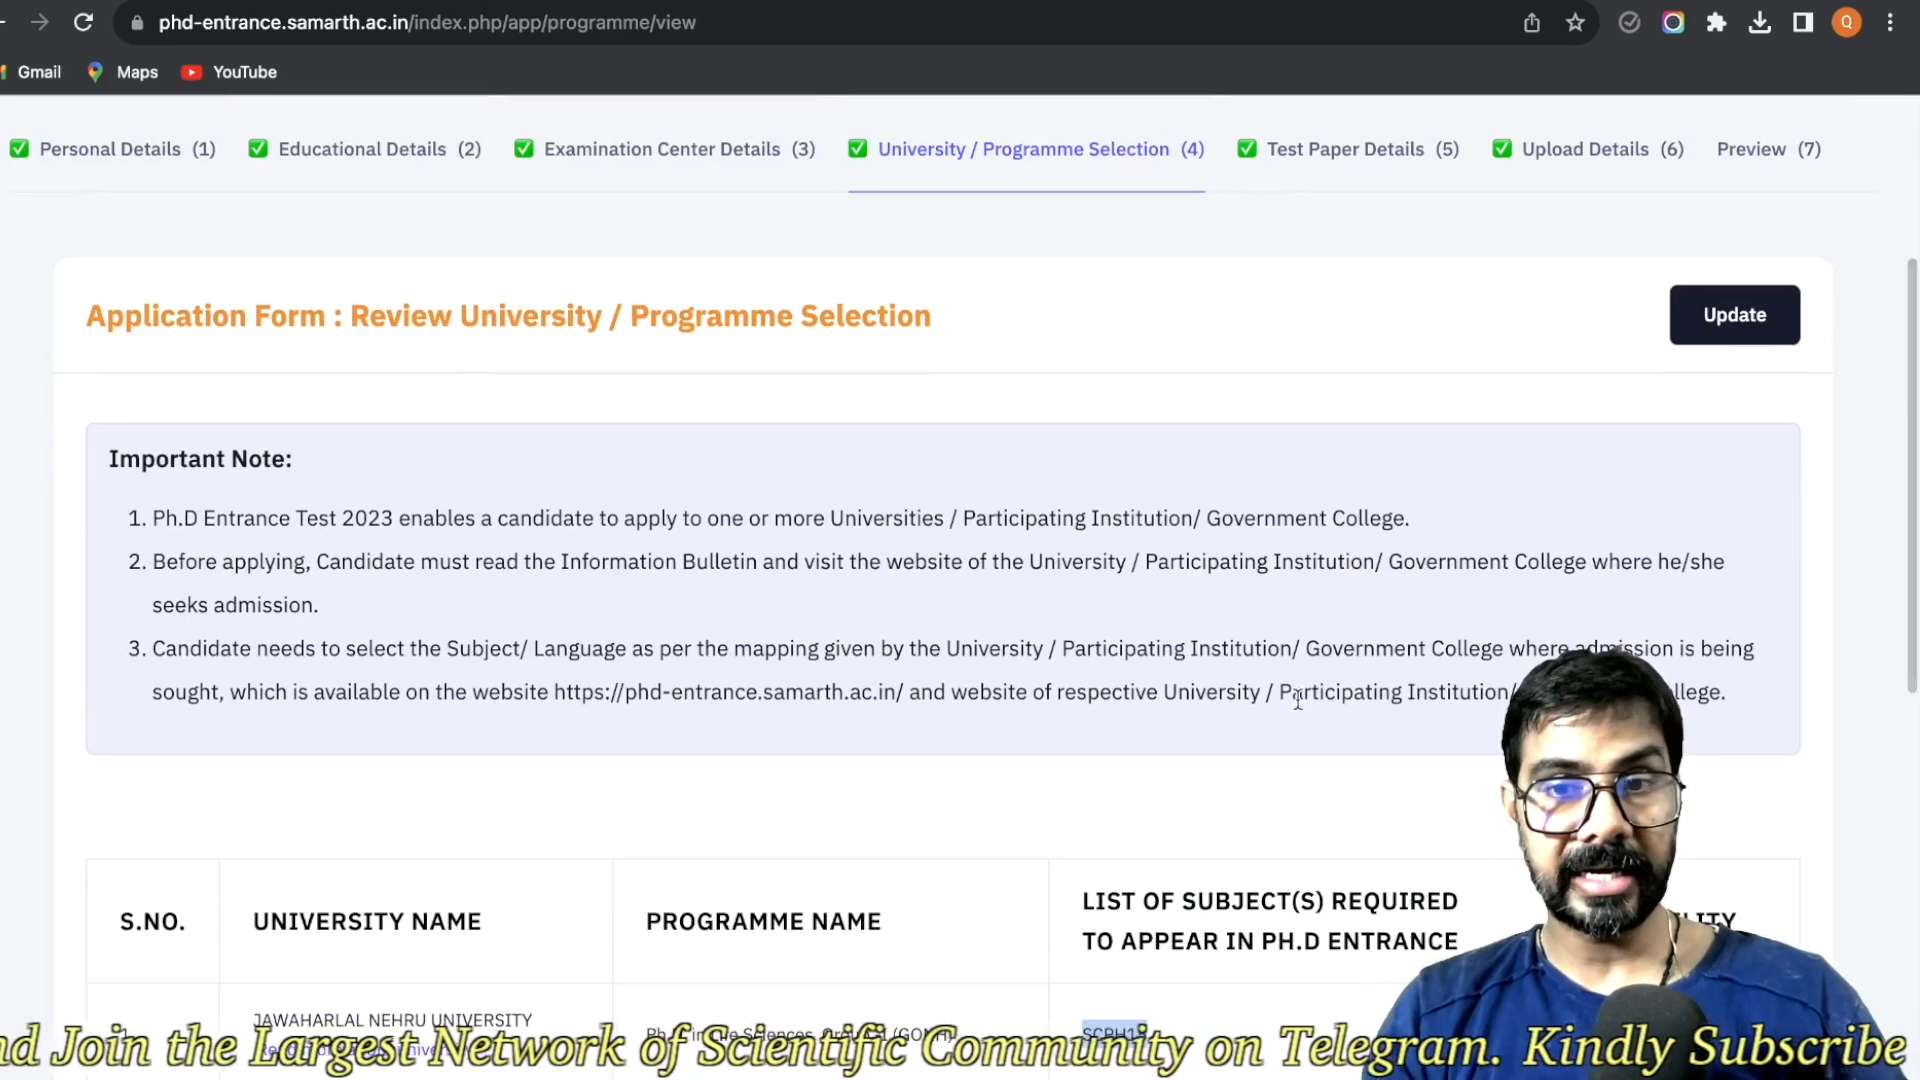 phd-entrance.samarth.ac.in/index.php/app/programme/view
Q
Gmail Maps YouTube
Personal Details (1) Educational Details (2) Examination Center Details (3) University / Programme Selection (4) Test Paper Details (5) Upload Details (6) Preview (7)
Application Form : Review University / Programme Selection
Update
Important Note:
1. Ph.D Entrance Test 2023 enables a candidate to apply to one or more Universities / Participating Institution/ Government College.
2. Before applying, Candidate must read the Information Bulletin and visit the website of the University / Participating Institution/ Government College where he/she
seeks admission.
3. Candidate needs to select the Subject/ Language as per the mapping given by the University / Participating Institution/ Government College where admission is being
sought, which is available on the website https://phd-entrance.samarth.ac.in/ and website of respective University / Participating Institution/
S.NO. UNIVERSITY NAME PROGRAMME NAME LIST OF SUBJECT(S) REQUIRED
TO APPEAR IN PH.D ENTRANCE
JAWAHARLAL NEHRU UNIVERSITY
Join the Largest Network of Scientific Community on Telegram. Kindly Subscribe